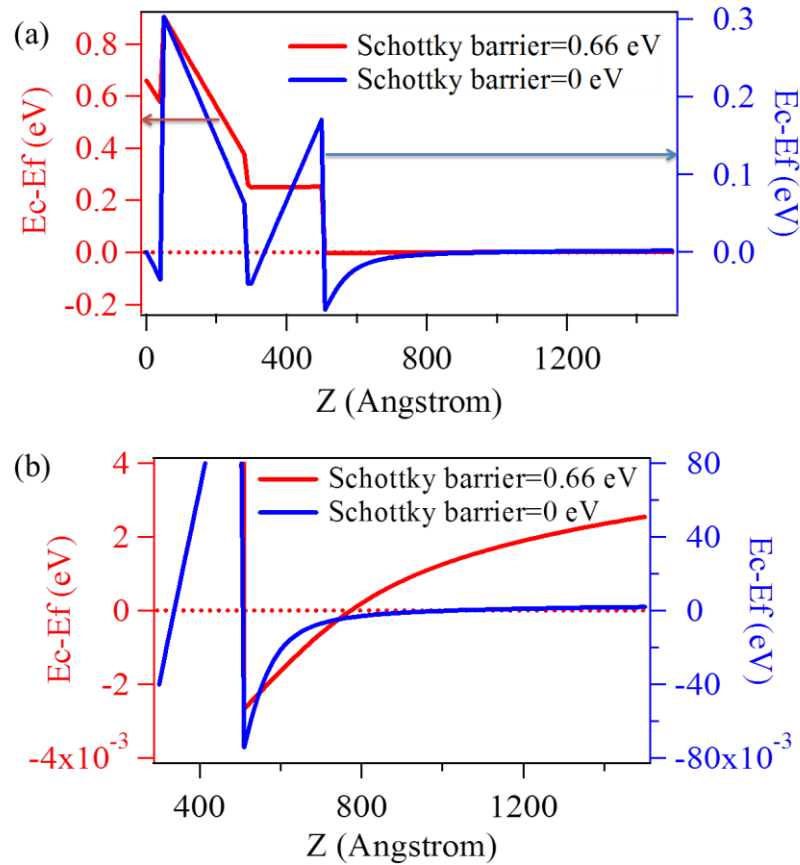 (a)
Schottky barrier=0.66 eV
Schottky barrier=0 eV
Ec-Ef (eV)
0.8
0.6
0.4
0.2
0.0
-0.2
0.3
0.2
0.1
0.0
Ec-Ef (eV)
0 400 800 1200
Z (Angstrom)
(b)
Schottky barrier=0.66 eV
Schottky barrier=0 eV
Ec-Ef (eV)
4
2
0
-2
-4x10⁻³
80
40
0
-40
-80x10⁻³
Ec-Ef (eV)
400 800 1200
Z (Angstrom)